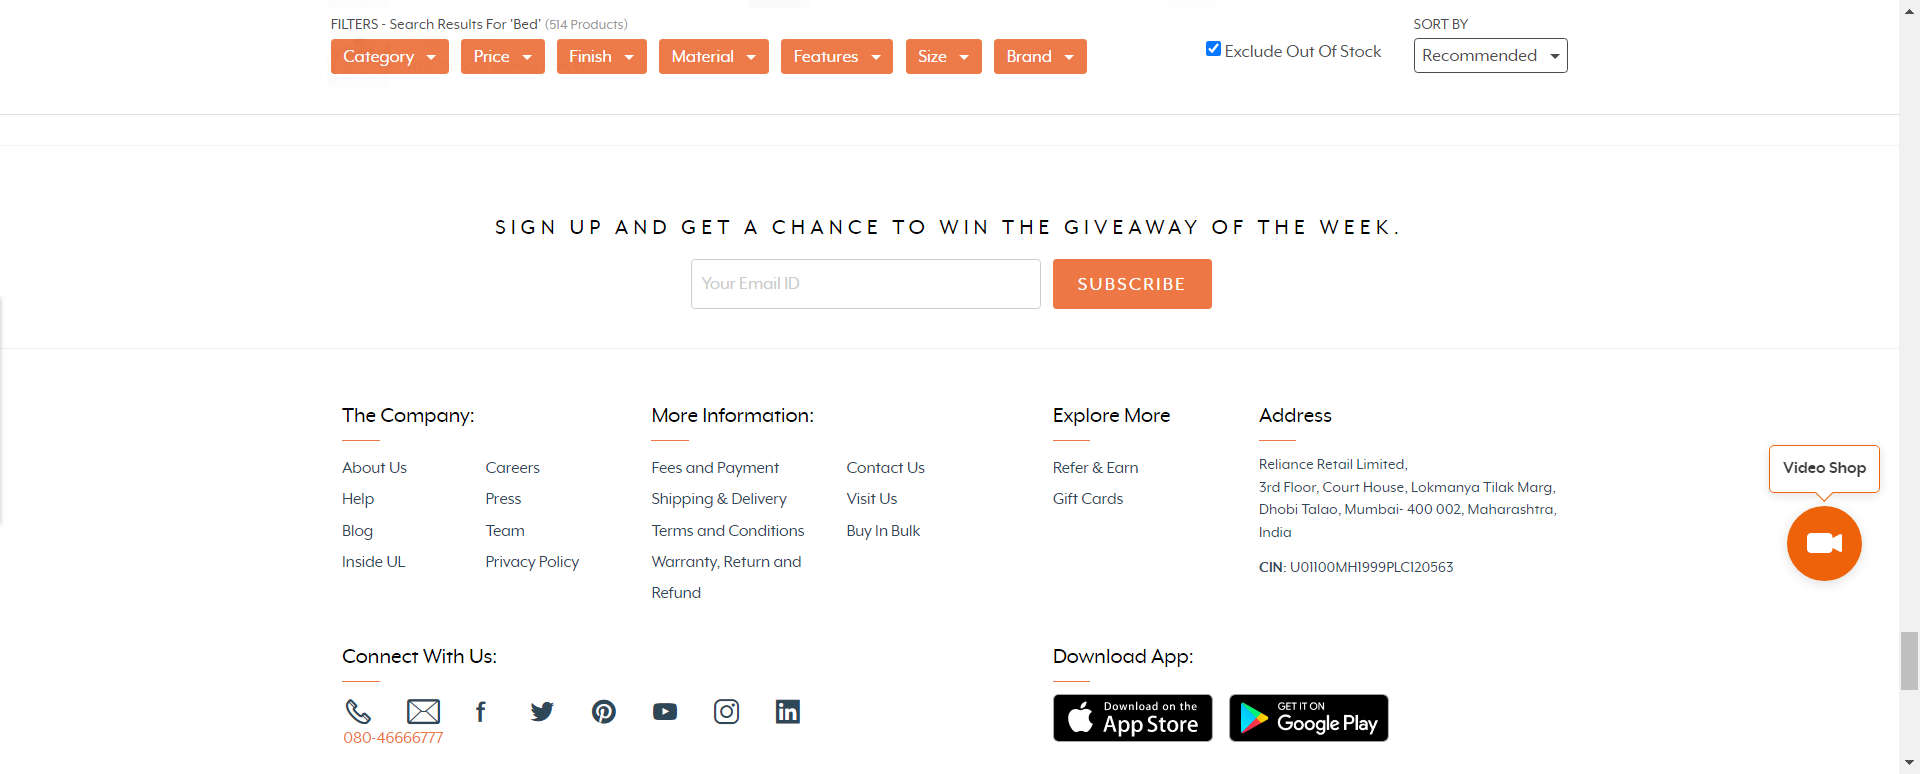 FILTERS - Search Results For 'Bed' (514 Products)
SORT BY
Category
Price
Finish
Material
Features
Size
Brand
Exclude Out Of Stock
Recommended
SIGN UP AND GET A CHANCE TO WIN THE GIVEAWAY OF THE WEEK.
Your Email ID
SUBSCRIBE
The Company:
About Us
Help
Blog
Inside UL
Careers
Press
Team
Privacy Policy
More Information:
Fees and Payment
Shipping & Delivery
Terms and Conditions
Warranty, Return and
Refund
Contact Us
Visit Us
Buy In Bulk
Explore More
Refer & Earn
Gift Cards
Address
Reliance Retail Limited,
3rd Floor, Court House, Lokmanya Tilak Marg,
Dhobi Talao, Mumbai- 400 002, Maharashtra,
India
CIN: U01100MH1999PLC120563
Video Shop
Connect With Us:
080-46666777
Download App:
Download on the
App Store
GET IT ON
Google Play